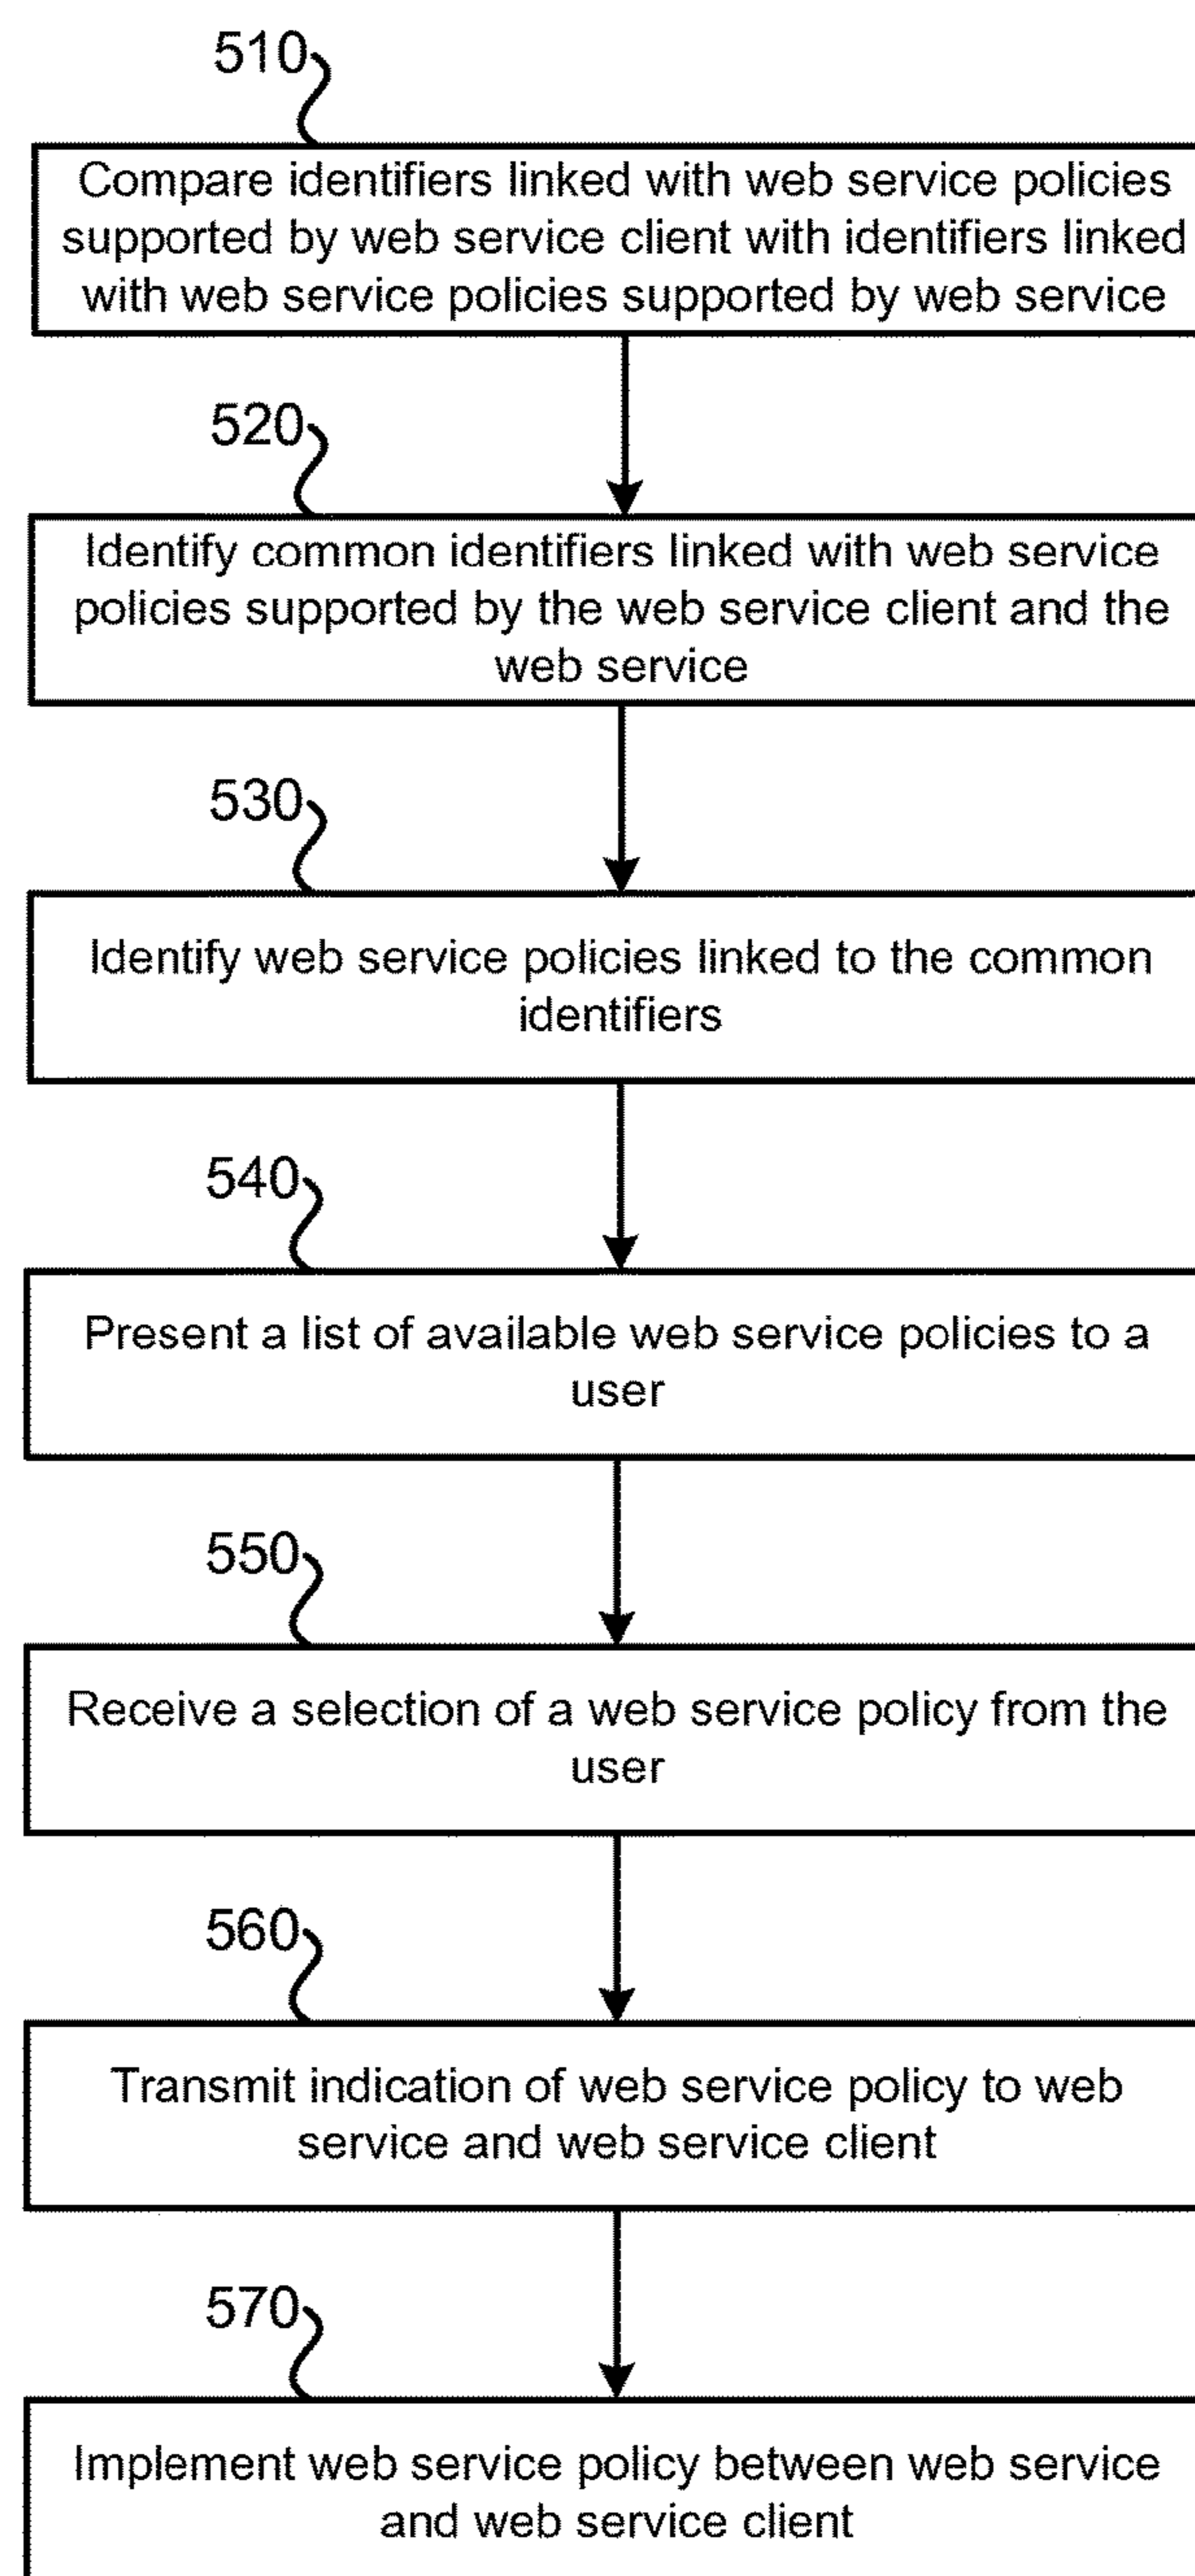 510
Compare identifiers linked with web service policies
supported by web service client with identifiers linked
with web service policies supported by web service
520
Identify common identifiers linked with web service
policies supported by the web service client and the
web service
530
Identify web service policies linked to the common
identifiers
540
Present a list of available web service policies to a
user
550
Receive a selection of a web service policy from the
user
560
Transmit indication of web service policy to web
service and web service client
570
Implement web service policy between web service
and web service client